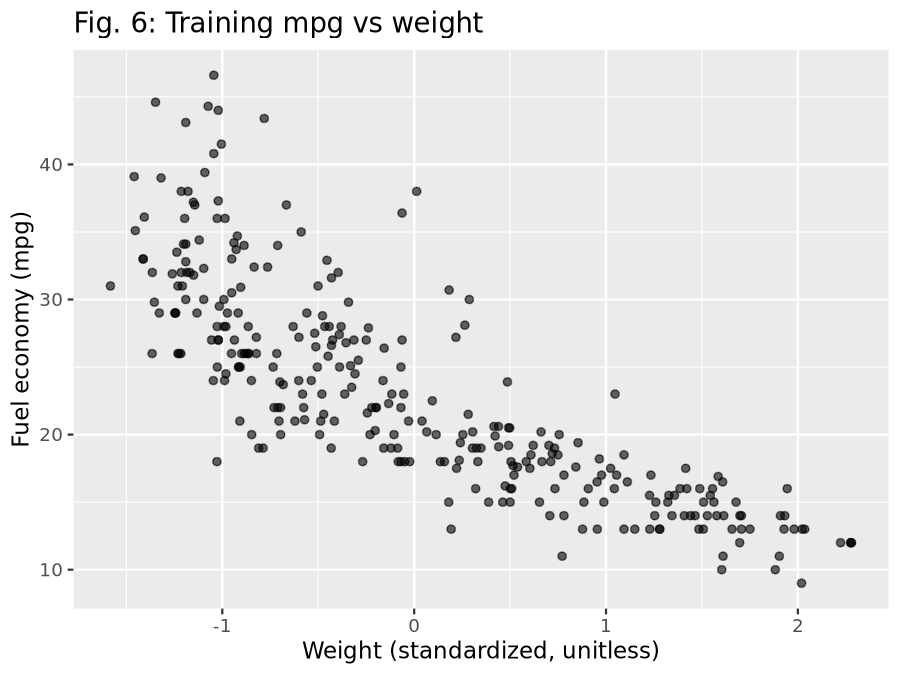 Fig. 6: Training mpg vs weight
Fuel economy (mpg)
40
30
20
10
-1
0
1
2
Weight (standardized, unitless)